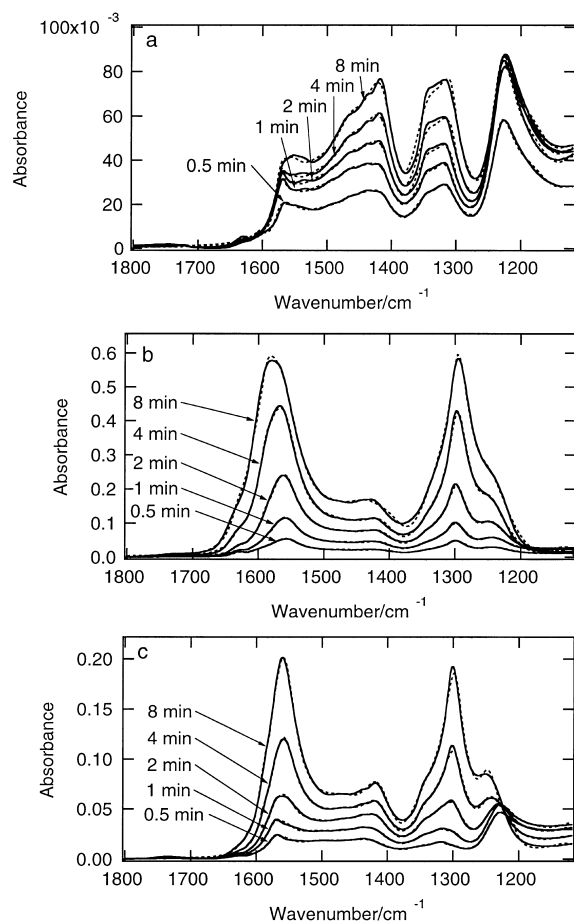 100x10 -3
a
80
60
40
20
0
Absorbance
8 min
4 min
2 min
1 min
0.5 min
1800 1700 1600 1500 1400 1300 1200
Wavenumber/cm -1
b
0.6
0.5
0.4
0.3
0.2
0.1
0.0
Absorbance
8 min
4 min
2 min
1 min
0.5 min
1800 1700 1600 1500 1400 1300 1200
Wavenumber/cm -1
c
0.20
0.15
0.10
0.05
0.00
Absorbance
8 min
4 min
2 min
1 min
0.5 min
1800 1700 1600 1500 1400 1300 1200
Wavenumber/cm -1